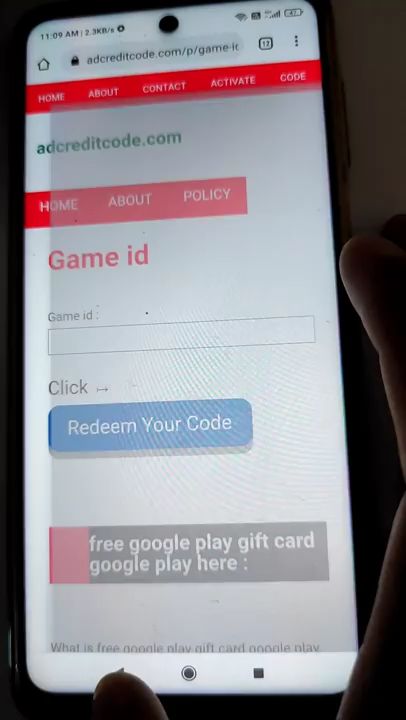 11:09 AM | 2.3KB/s
adcreditcode.com/p/game-ic
17
HOME ABOUT CONTACT ACTIVATE CODE
adcreditcode.com
HOME ABOUT POLICY
Game id
Game id :
Click →
Redeem Your Code
free google play gift card
google play here :
What is free google play gift card google play